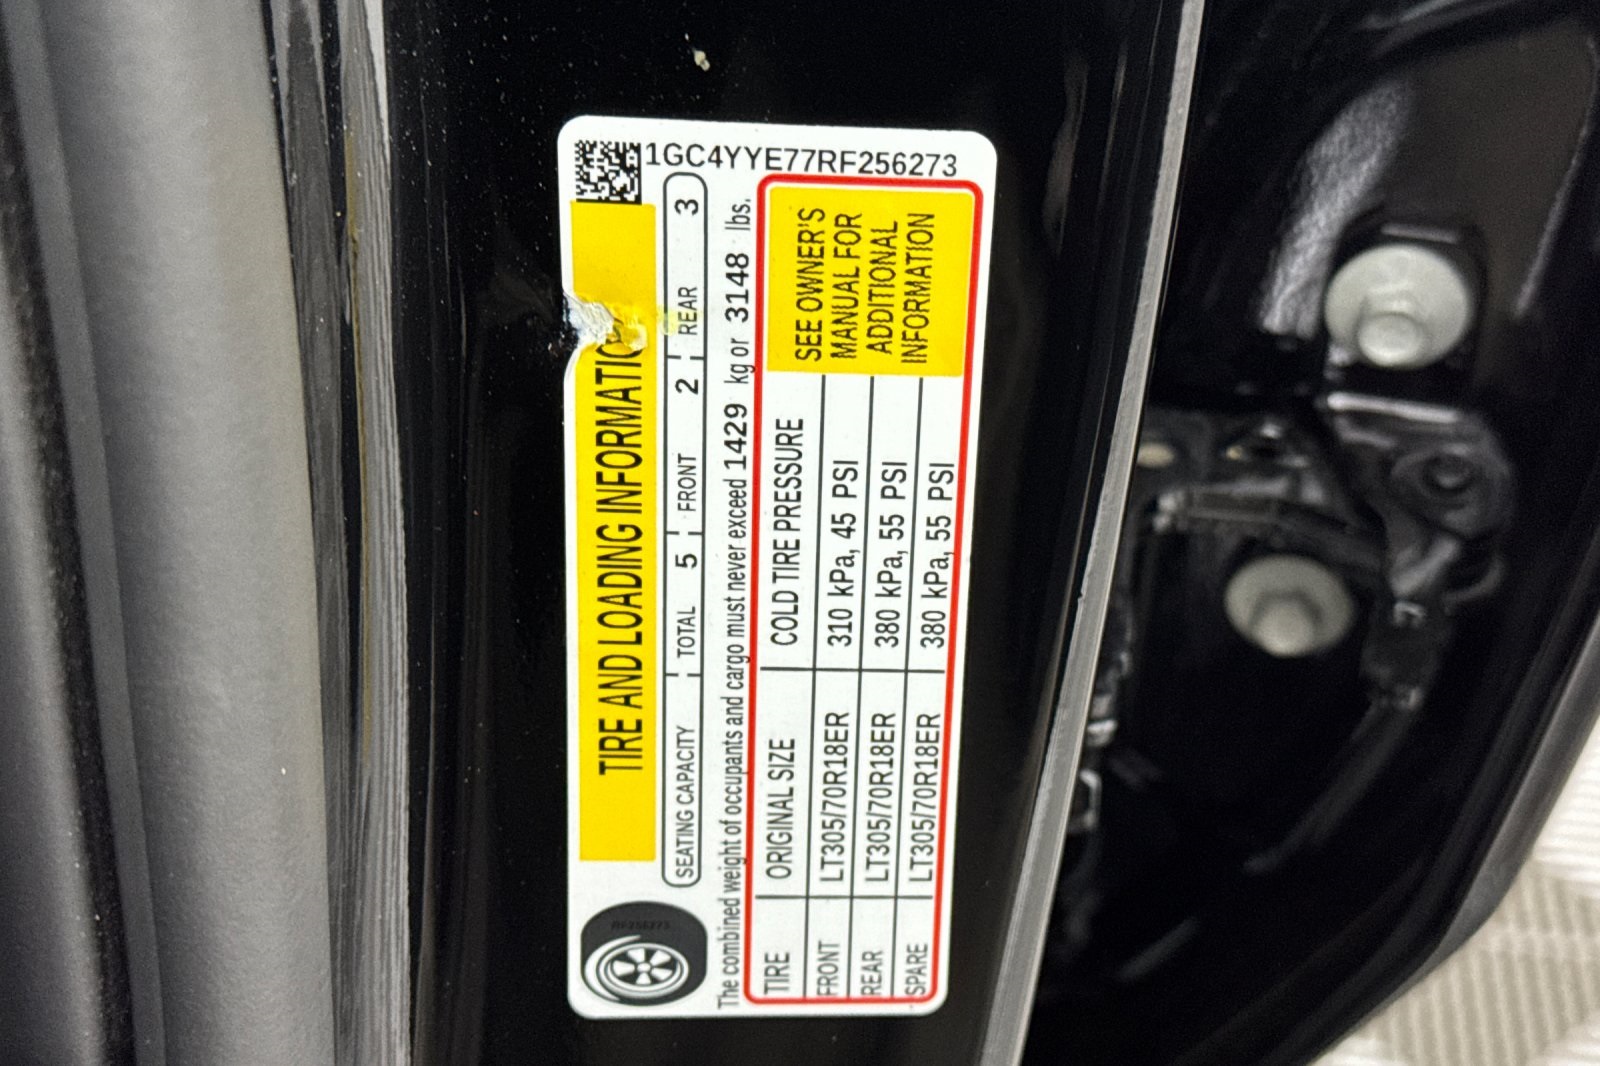 1GC4YYE77RF256273
TIRE AND LOADING INFORMATIO
SEATING CAPACITY TOTAL 5 FRONT 2 REAR 3
The combined weight of occupants and cargo must never exceed 1429 kg or 3148 lbs.
TIRE ORIGINAL SIZE COLD TIRE PRESSURE
FRONT LT305/70R18ER 310 kPa, 45 PSI
REAR LT305/70R18ER 380 kPa, 55 PSI
SPARE LT305/70R18ER 380 kPa, 55 PSI
SEE OWNER'S
MANUAL FOR
ADDITIONAL
INFORMATION
RF256273